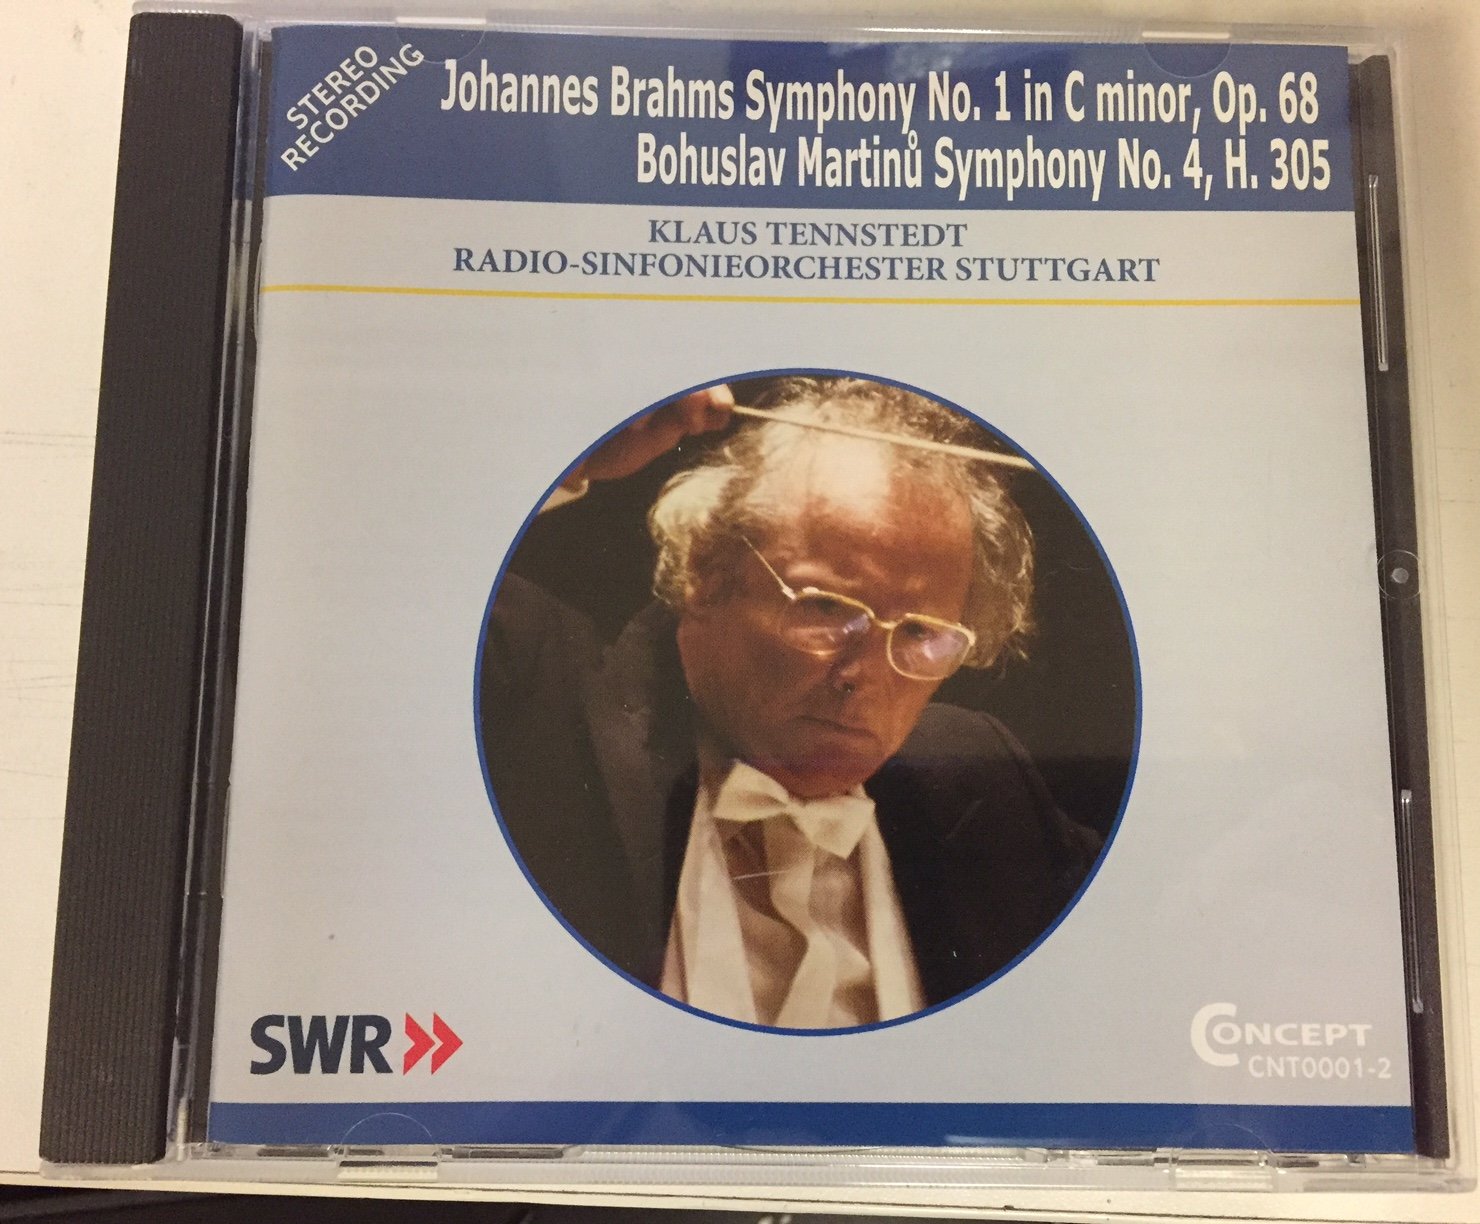 STEREO
RECORDING
Johannes Brahms Symphony No. 1 in C minor, Op. 68
Bohuslav Martinů Symphony No. 4, H. 305
KLAUS TENNSTEDT
RADIO-SINFONIEORCHESTER STUTTGART
SWR
CONCEPT
CNT0001-2